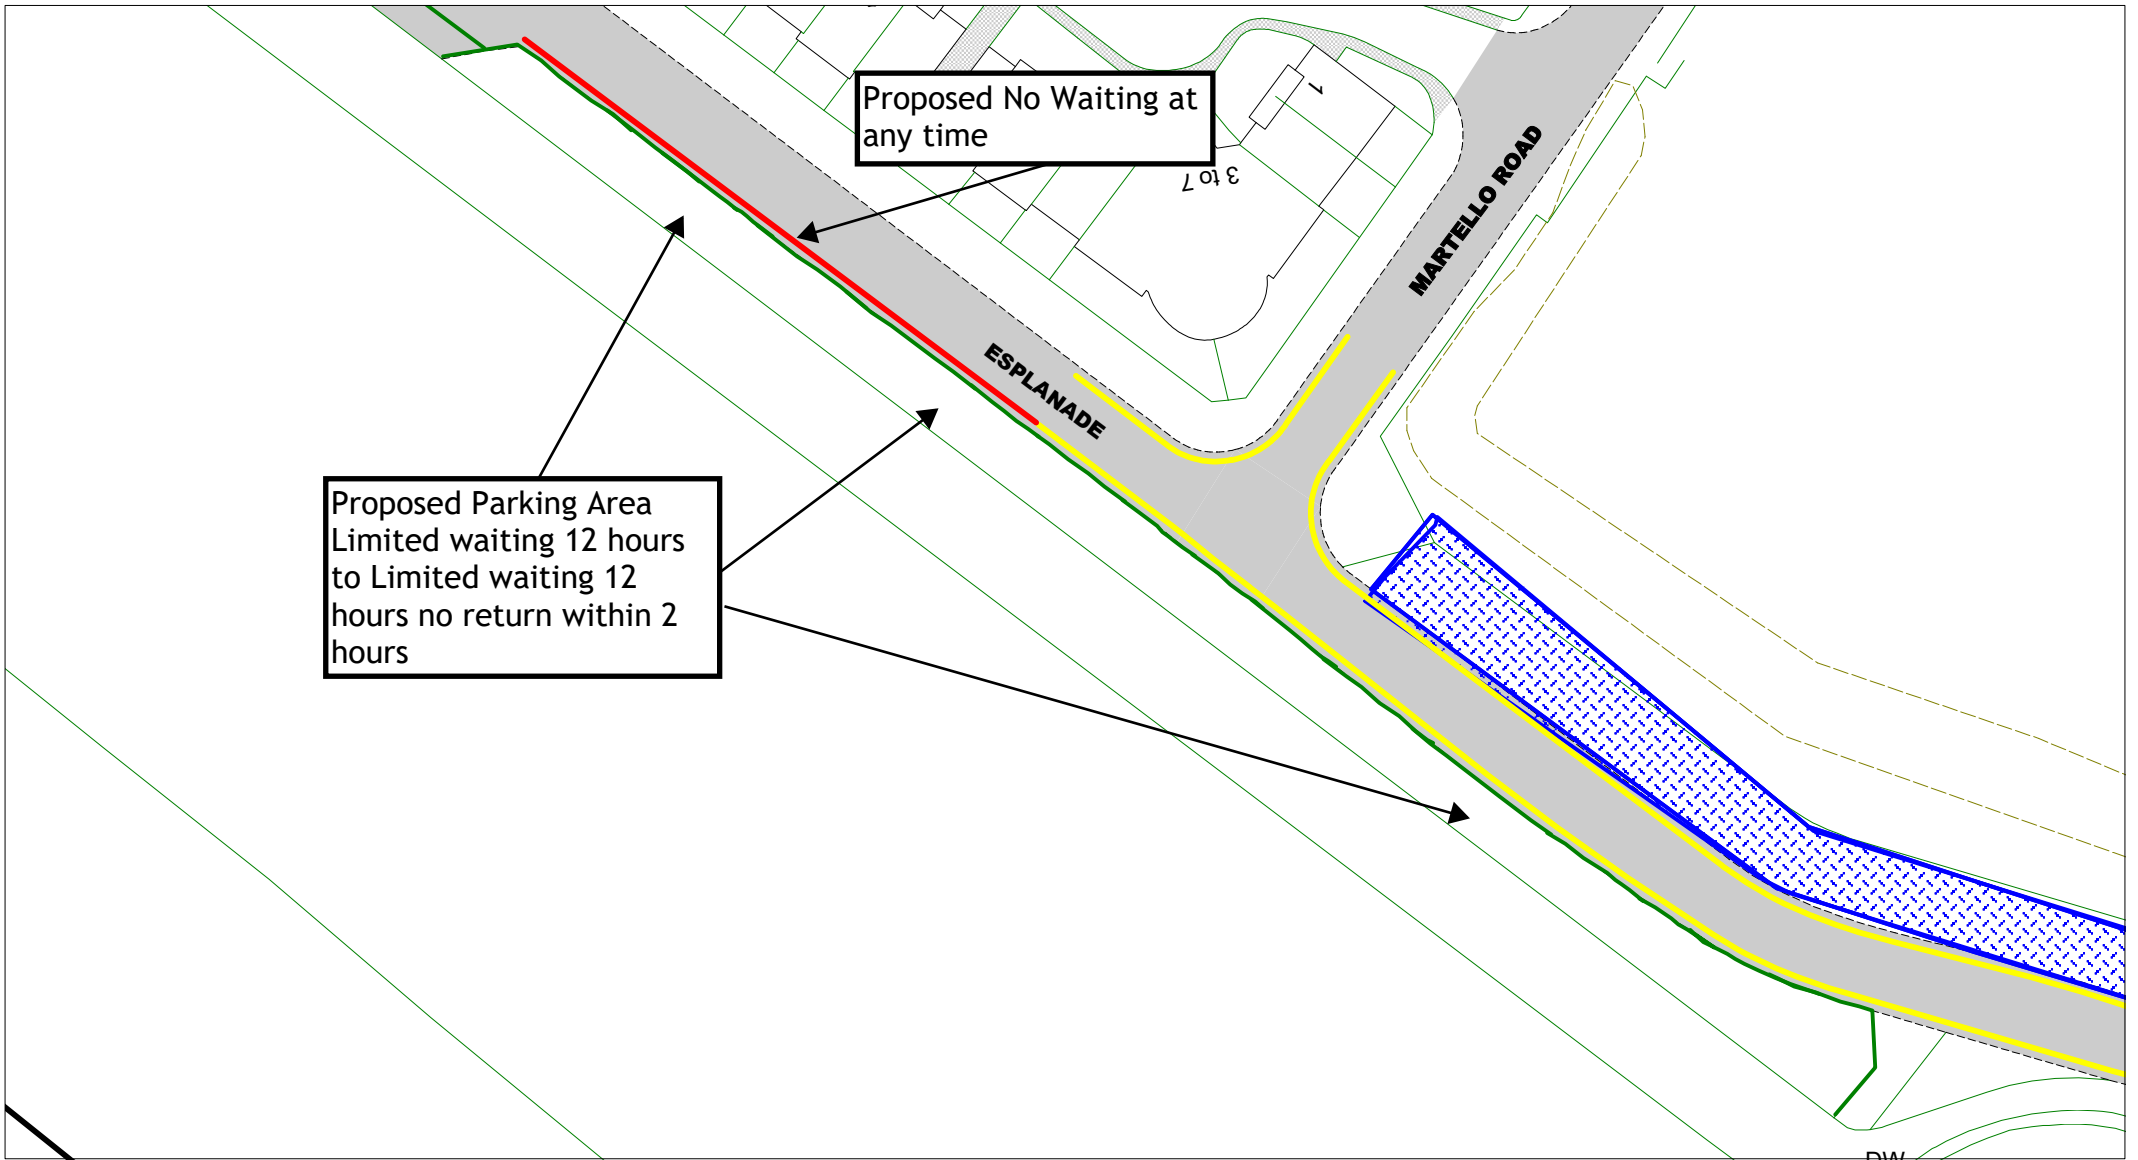 Proposed No Waiting at
any time
1
3 to 7
MARTELLO ROAD
ESPLANADE
Proposed Parking Area
Limited waiting 12 hours
to Limited waiting 12
hours no return within 2
hours
DW